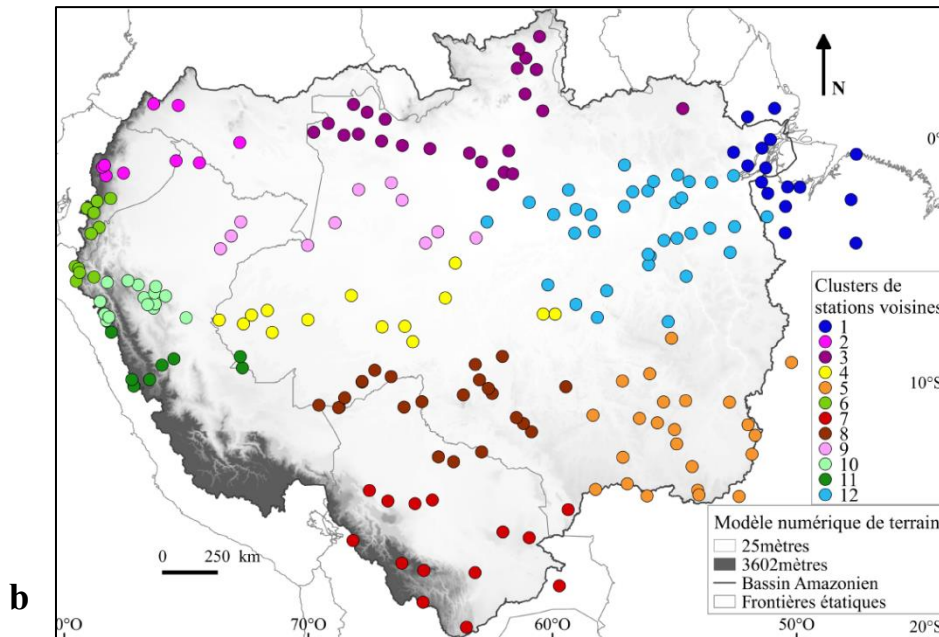 N
0°
Clusters de
stations voisines
1
2
3
4
5
6
7
8
9
10
11
12
10°S
Modèle numérique de terrain
25mètres
3602mètres
Bassin Amazonien
Frontières étatiques
0 250 km
b
0°O 70°O 60°O 50°O 20°S